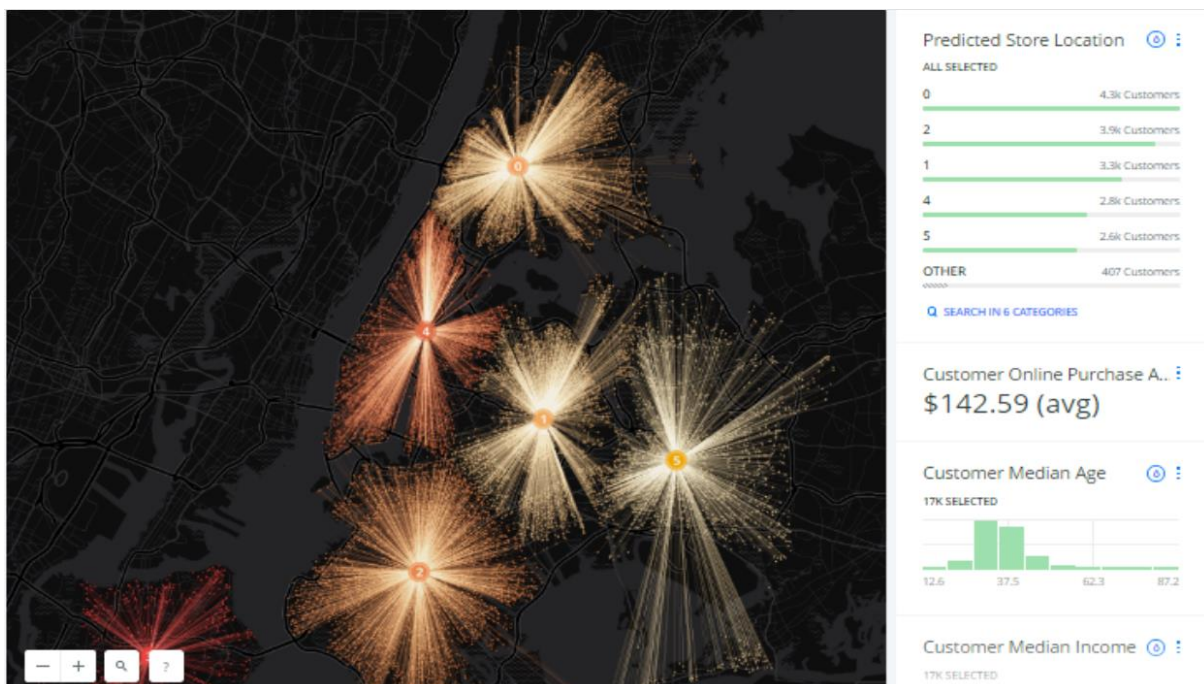 0
4
1
5
2
Predicted Store Location
ALL SELECTED
0 4.3k Customers
2 3.9k Customers
1 3.3k Customers
4 2.8k Customers
5 2.6k Customers
OTHER 407 Customers
SEARCH IN 6 CATEGORIES
Customer Online Purchase A...
$142.59 (avg)
Customer Median Age
17K SELECTED
12.6 37.5 62.3 87.2
Customer Median Income
17K SELECTED
− + ?